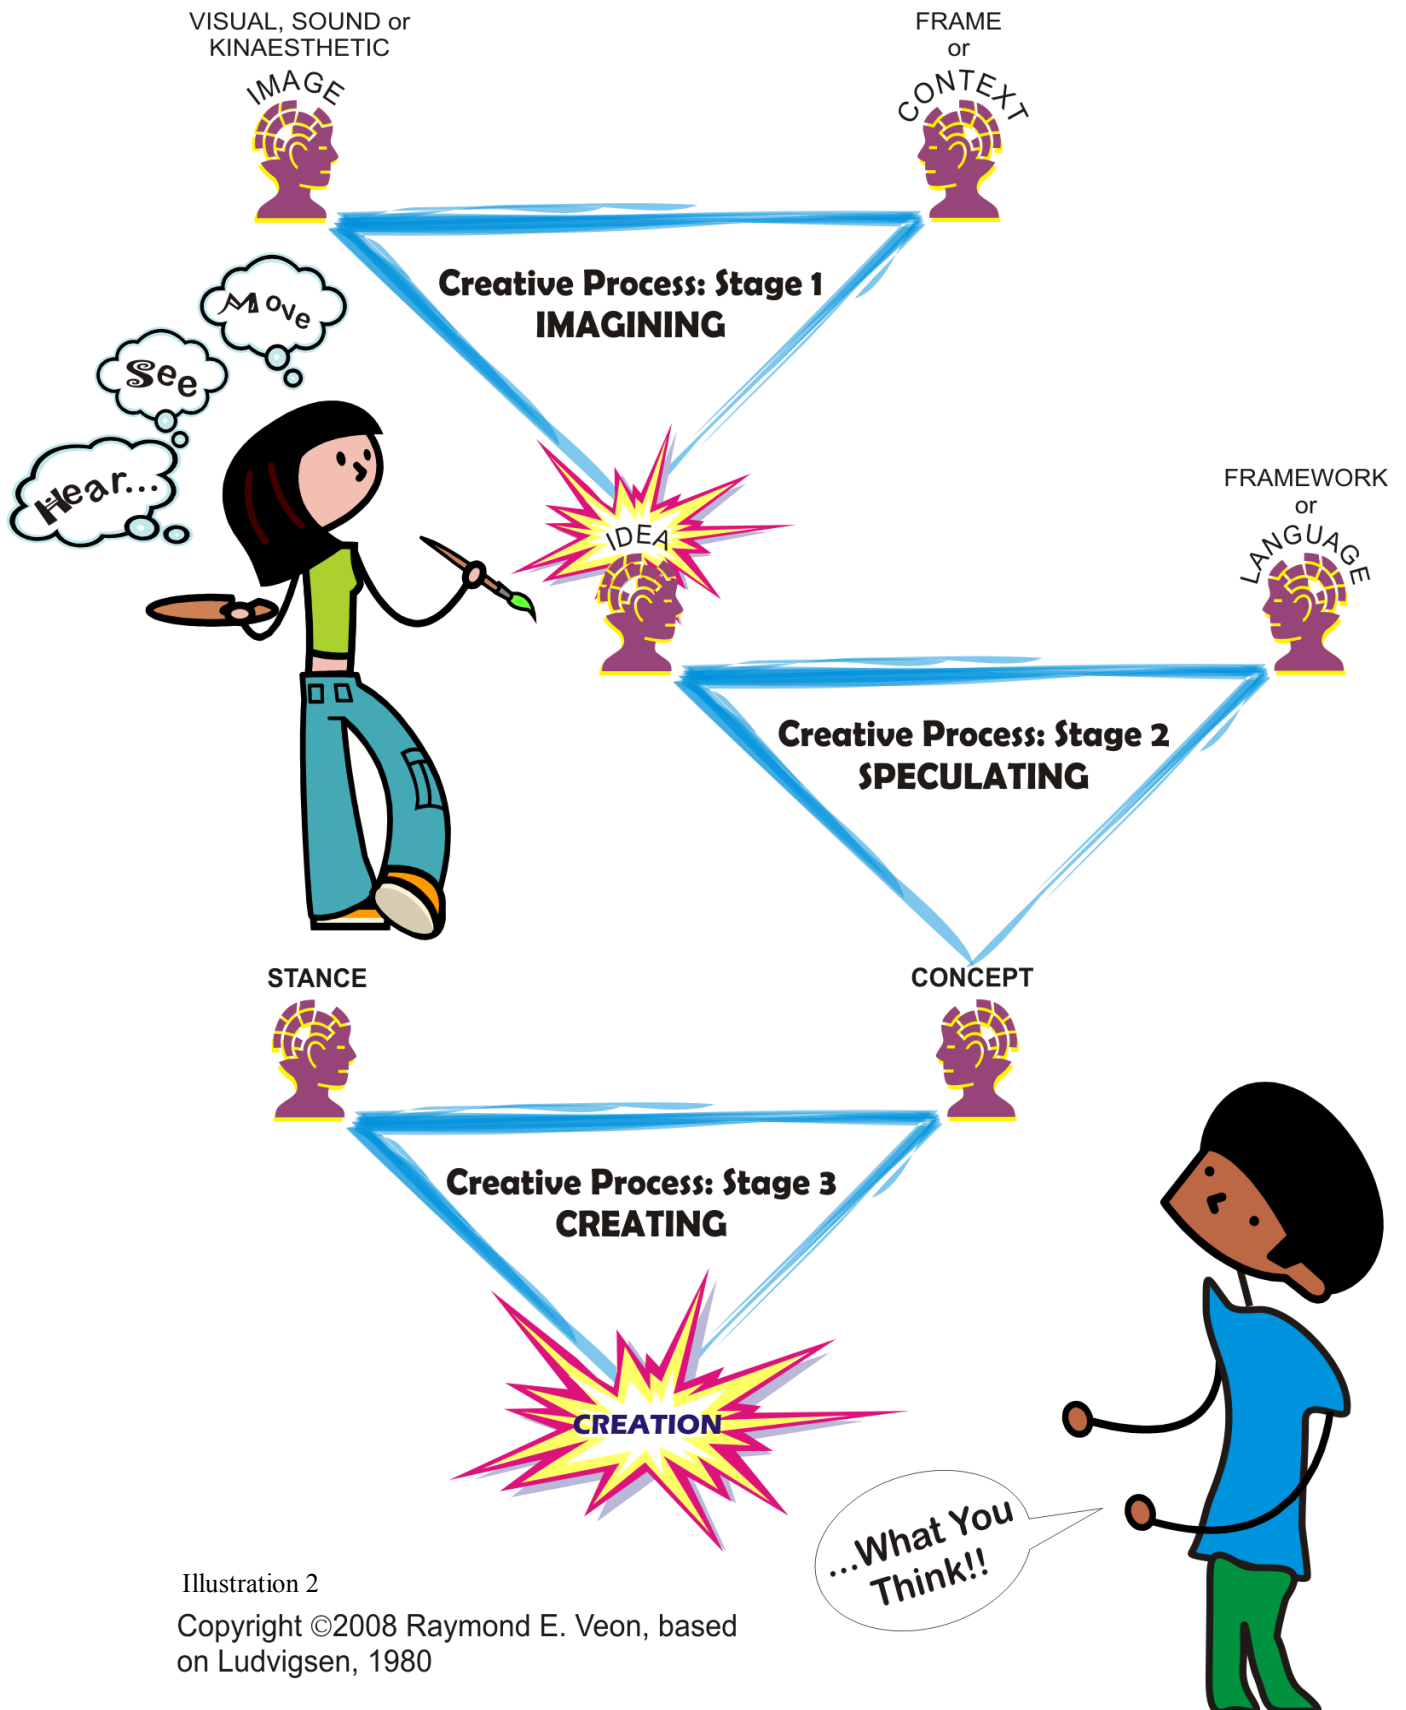 VISUAL, SOUND or
KINAESTHETIC
IMAGE
FRAME
or
CONTEXT
Creative Process: Stage 1
IMAGINING
Move
See
Hear...
IDEA
FRAMEWORK
or
LANGUAGE
Creative Process: Stage 2
SPECULATING
STANCE
CONCEPT
Creative Process: Stage 3
CREATING
CREATION
...What You
Think!!
Illustration 2
Copyright ©2008 Raymond E. Veon, based
on Ludvigsen, 1980